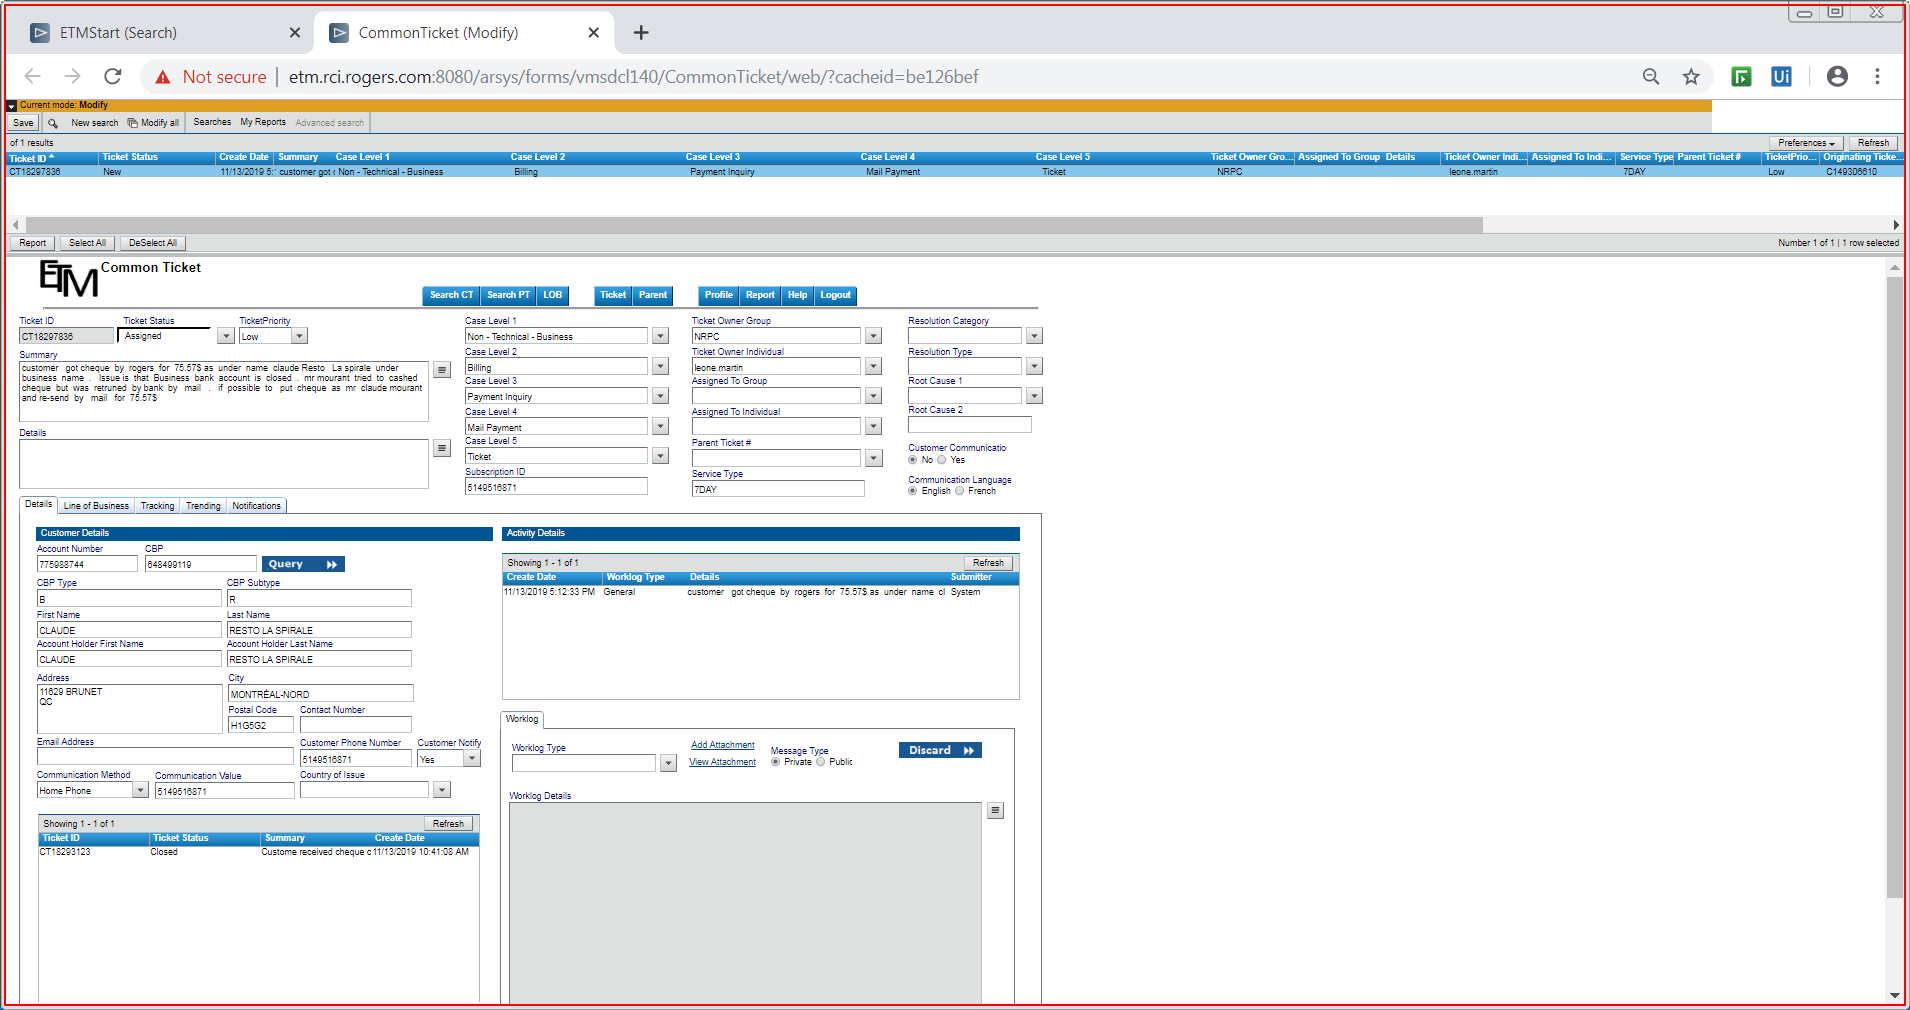 ETMStart (Search)
CommonTicket (Modify)
Not secure
etm.rci.rogers.com:8080/arsys/forms/vmsdcl140/CommonTicket/web/?cacheid=be126bef
Ui
Current mode: Modify
Save New search Modify all Searches My Reports Advanced search
of 1 results Preferences Refresh
Ticket ID Ticket Status Create Date Summary Case Level 1 Case Level 2 Case Level 3 Case Level 4 Case Level 5 Ticket Owner Gro... Assigned To Group Details Ticket Owner Indi... Assigned To Indi... Service Type Parent Ticket # TicketPrio... Originating Ticke...
CT18297836 New 11/13/2019 5: customer got Non - Technical - Business Billing Payment Inquiry Mail Payment Ticket NRPC leone.martin 7DAY Low C149306610
Report Select All DeSelect All Number 1 of 1 | 1 row selected
ETM Common Ticket
Search CT Search PT LOB Ticket Parent Profile Report Help Logout
Ticket ID Ticket Status TicketPriority
CT18297836 Assigned Low
Summary
customer got cheque by rogers for 75.57$ as under name claude Resto La spirale under
business name . Issue is that Business bank account is closed . mr mourant tried to cashed
cheque but was retruned by bank by mail . if possible to put cheque as mr claude mourant
and re-send by mail for 75.57$
Details
Case Level 1
Non - Technical - Business
Case Level 2
Billing
Case Level 3
Payment Inquiry
Case Level 4
Mail Payment
Case Level 5
Ticket
Subscription ID
5149516871
Ticket Owner Group
NRPC
Ticket Owner Individual
leone.martin
Assigned To Group
Assigned To Individual
Parent Ticket #
Service Type
7DAY
Resolution Category
Resolution Type
Root Cause 1
Root Cause 2
Customer Communicatio
No Yes
Communication Language
English French
Details Line of Business Tracking Trending Notifications
Customer Details
Account Number CBP
775988744 648499119 Query
CBP Type CBP Subtype
B R
First Name Last Name
CLAUDE RESTO LA SPIRALE
Account Holder First Name Account Holder Last Name
CLAUDE RESTO LA SPIRALE
Address City
11629 BRUNET
QC
MONTRÉAL-NORD
Postal Code Contact Number
H1G5G2
Email Address Customer Phone Number Customer Notify
5149516871 Yes
Communication Method Communication Value Country of Issue
Home Phone 5149516871
Showing 1 - 1 of 1 Refresh
Ticket ID Ticket Status Summary Create Date
CT18293123 Closed Custome received cheque c 11/13/2019 10:41:08 AM
Activity Details
Showing 1 - 1 of 1 Refresh
Create Date Worklog Type Details Submitter
11/13/2019 5:12:33 PM General customer got cheque by rogers for 75.57$ as under name cl System
Worklog
Worklog Type Add Attachment Message Type Discard
View Attachment Private Public
Worklog Details